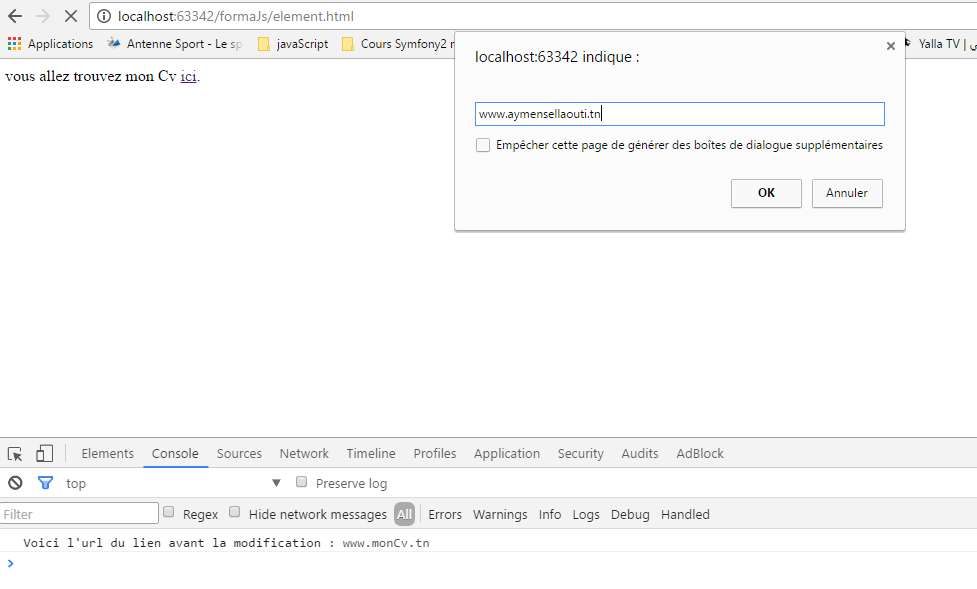 localhost:63342/formaJs/element.html
Applications Antenne Sport - Le sp javaScript Cours Symfony2 Yalla TV |
localhost:63342 indique :
vous allez trouvez mon Cv ici.
www.aymensellaouti.tn
Empêcher cette page de générer des boîtes de dialogue supplémentaires
OK Annuler
Elements Console Sources Network Timeline Profiles Application Security Audits AdBlock
top Preserve log
Filter Regex Hide network messages All Errors Warnings Info Logs Debug Handled
Voici l'url du lien avant la modification : www.monCv.tn